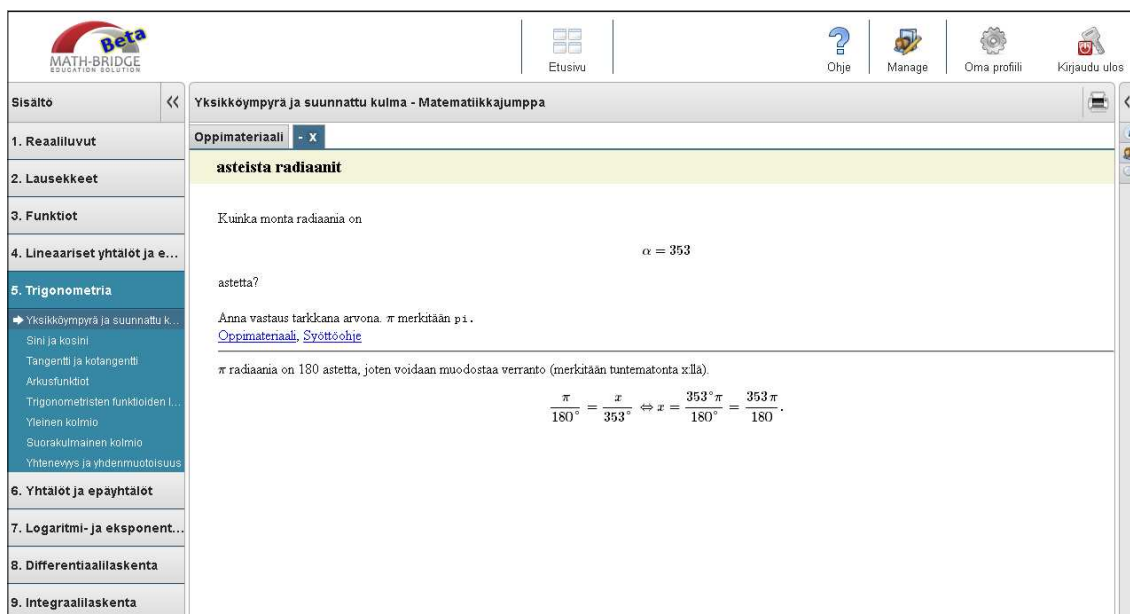 Beta
MATH-BRIDGE
EDUCATION SOLUTION
Etusivu
Ohje
Manage
Oma profiili
Kirjaudu ulos
Sisältö
Yksikköympyrä ja suunnattu kulma - Matematiikkajumppa
1. Reaaliluvut
2. Lausekkeet
3. Funktiot
4. Lineaariset yhtälöt ja e...
5. Trigonometria
Yksikköympyrä ja suunnattu k...
Sini ja kosini
Tangentti ja kotangentti
Arkusfunktiot
Trigonometristen funktioiden l...
Yleinen kolmio
Suorakulmainen kolmio
Yhtenevyys ja yhdenmuotoisuus
6. Yhtälöt ja epäyhtälöt
7. Logaritmi- ja eksponent...
8. Differentiaalilaskenta
9. Integraalilaskenta
Oppimateriaali - X
asteista radiaanit
Kuinka monta radiaania on
α = 353
astetta?
Anna vastaus tarkkana arvona. π merkitään pi.
Oppimateriaali, Syöttöohje
π radiaania on 180 astetta, joten voidaan muodostaa verranto (merkitään tuntematonta x:llä).
π/180° = x/353° ⇔ x = 353°π/180° = 353π/180.